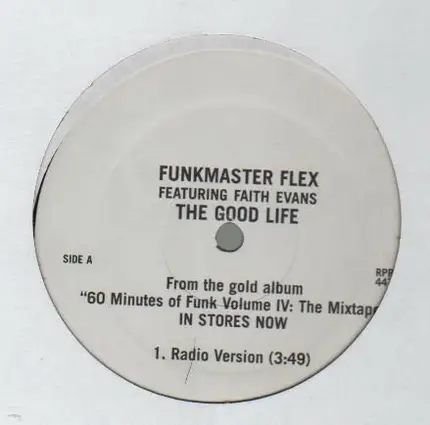 FUNKMASTER FLEX
FEATURING FAITH EVANS
THE GOOD LIFE
SIDE A
From the gold album
"60 Minutes of Funk Volume IV: The Mixtape
IN STORES NOW
1. Radio Version (3:49)